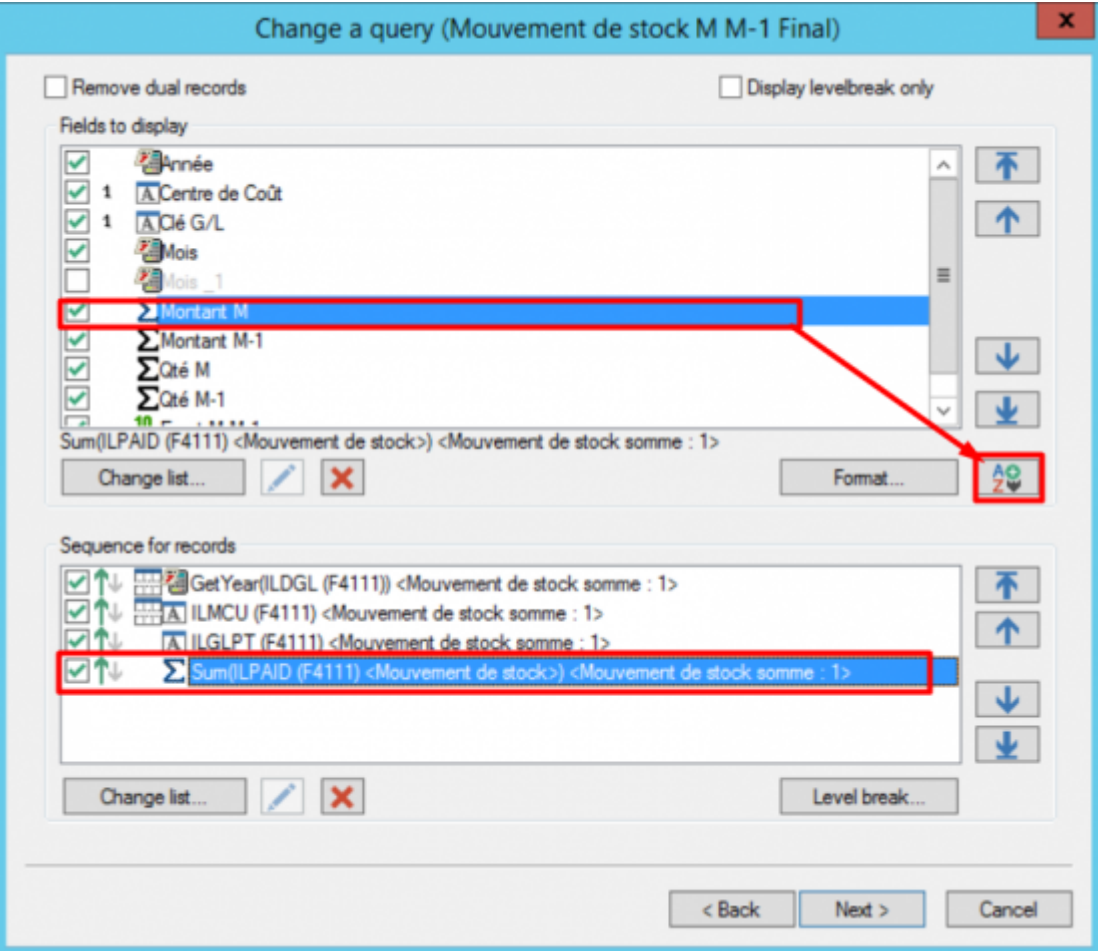 Change a query (Mouvement de stock M M-1 Final)
x
Remove dual records
Display levelbreak only
Fields to display
Année
1 A Centre de Coût
1 A Clé G/L
Mois
Mois _1
Σ Montant M
Σ Montant M-1
Σ Qté M
Σ Qté M-1
10
Sum(ILPAID (F4111) <Mouvement de stock>) <Mouvement de stock somme : 1>
Change list...
Format...
A
Z
Sequence for records
GetYear(ILDGL (F4111)) <Mouvement de stock somme : 1>
A ILMCU (F4111) <Mouvement de stock somme : 1>
A ILGLPT (F4111) <Mouvement de stock somme : 1>
Σ Sum(ILPAID (F4111) <Mouvement de stock>) <Mouvement de stock somme : 1>
Change list...
Level break...
< Back
Next >
Cancel